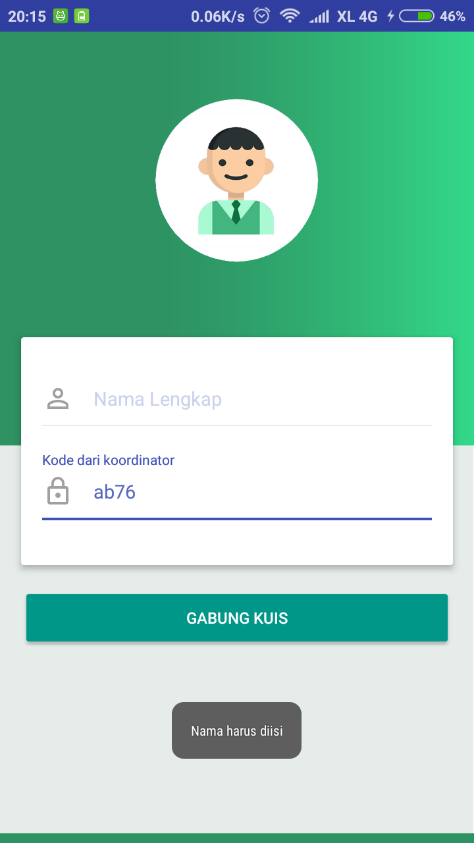 20:15 0.06K/s XL 4G 46%
Nama Lengkap
Kode dari koordinator
ab76
GABUNG KUIS
Nama harus diisi